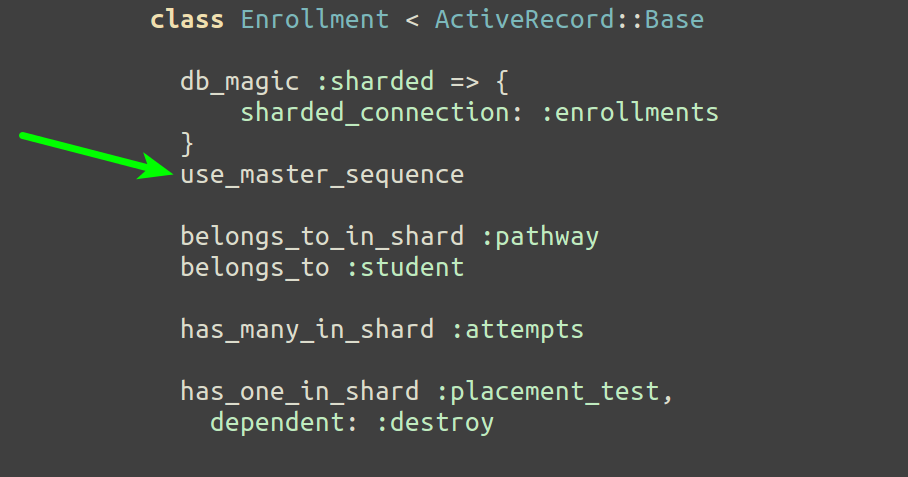 class Enrollment < ActiveRecord::Base
db_magic :sharded => {
sharded_connection: :enrollments
}
use_master_sequence
belongs_to_in_shard :pathway
belongs_to :student
has_many_in_shard :attempts
has_one_in_shard :placement_test,
dependent: :destroy